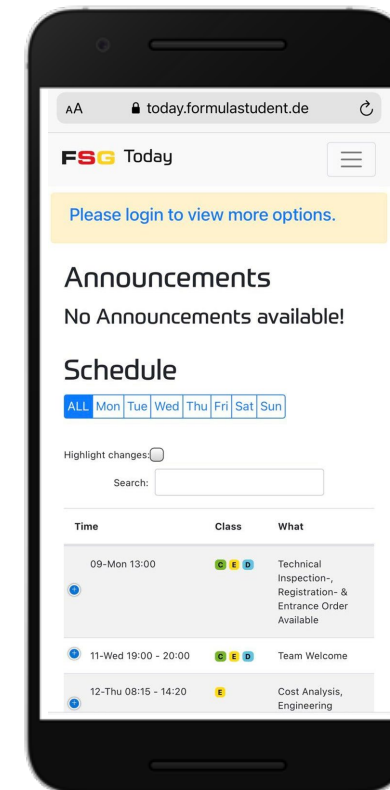 AA today.formulastudent.de
FSG Today
Please login to view more options.
Announcements
No Announcements available!
Schedule
ALL Mon Tue Wed Thu Fri Sat Sun
Highlight changes:
Search:
Time Class What
09-Mon 13:00 C E D Technical
Inspection-,
Registration- &
Entrance Order
Available
11-Wed 19:00 - 20:00 C E D Team Welcome
12-Thu 08:15 - 14:20 E Cost Analysis,
Engineering